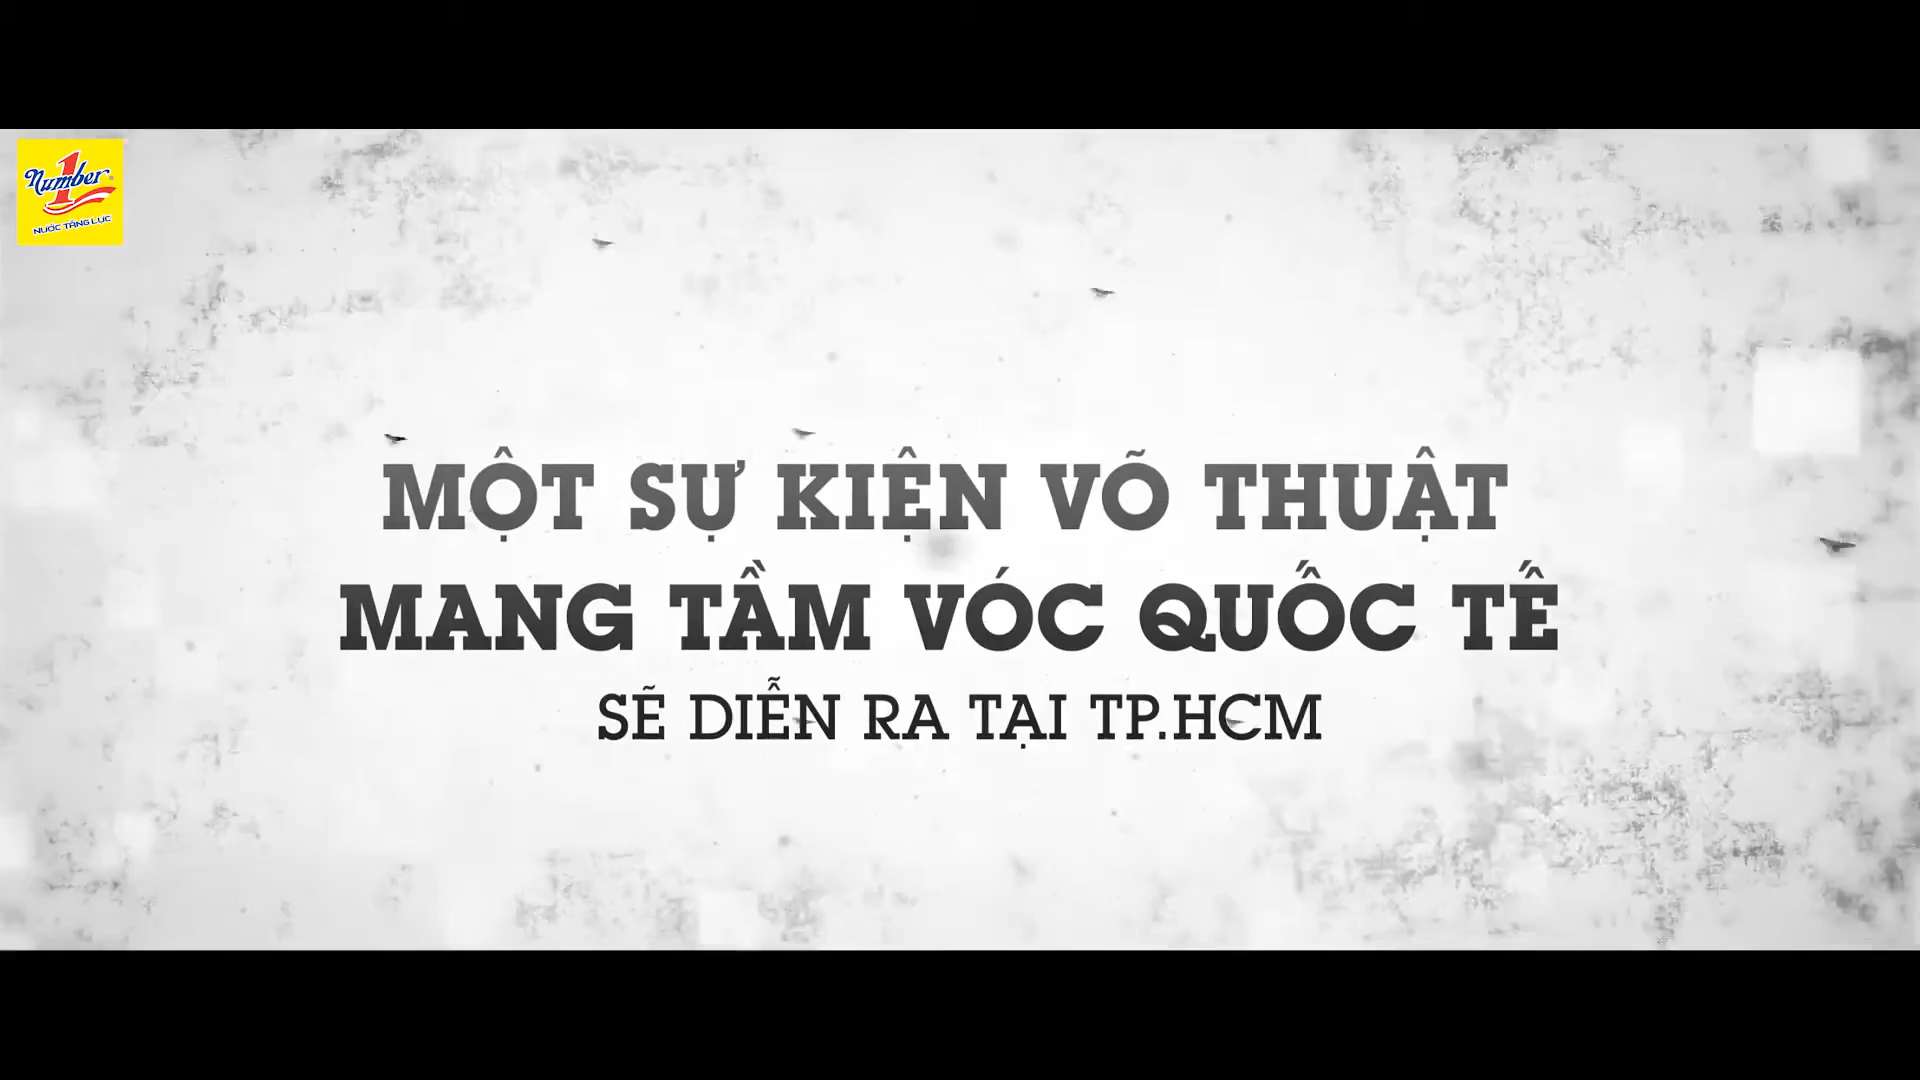 Number 1
NƯỚC TĂNG LỰC
MỘT SỰ KIỆN VÕ THUẬT
MANG TẦM VÓC QUỐC TẾ
SẼ DIỄN RA TẠI TP.HCM